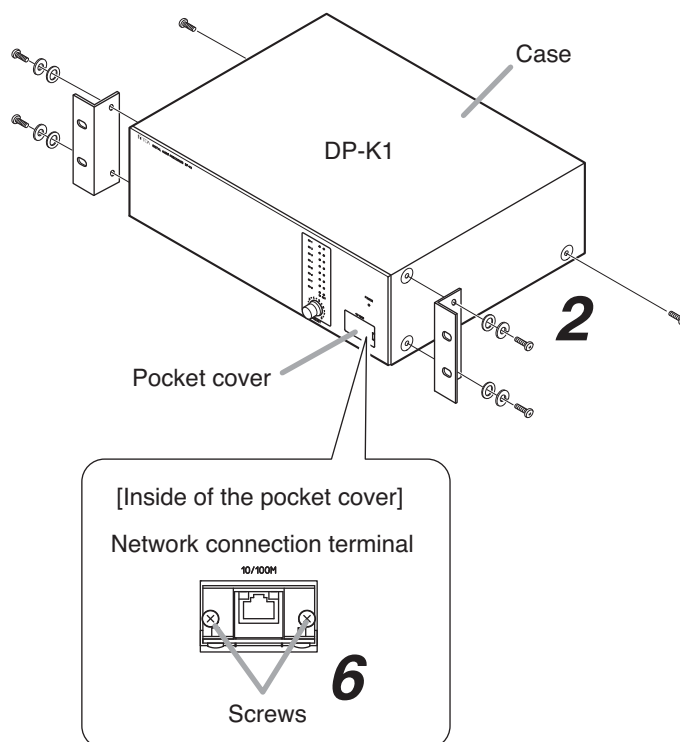 Case
DP-K1
2
Pocket cover
[Inside of the pocket cover]
Network connection terminal
10/100M
6
Screws